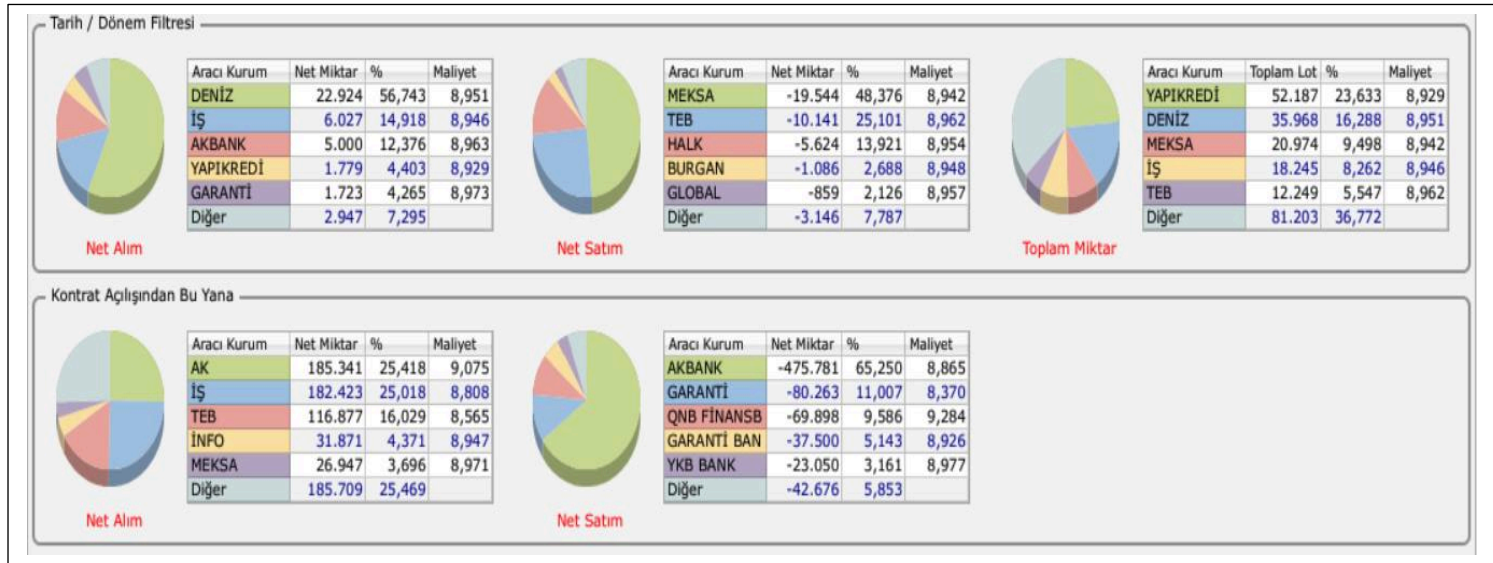 Tarih / Dönem Filtresi
Aracı Kurum Net Miktar % Maliyet
DENİZ 22.924 56,743 8,951
İŞ 6.027 14,918 8,946
AKBANK 5.000 12,376 8,963
YAPIKREDİ 1.779 4,403 8,929
GARANTİ 1.723 4,265 8,973
Diğer 2.947 7,295
Net Alım
Aracı Kurum Net Miktar % Maliyet
MEKSA -19.544 48,376 8,942
TEB -10.141 25,101 8,962
HALK -5.624 13,921 8,954
BURGAN -1.086 2,688 8,948
GLOBAL -859 2,126 8,957
Diğer -3.146 7,787
Net Satım
Aracı Kurum Toplam Lot % Maliyet
YAPIKREDİ 52.187 23,633 8,929
DENİZ 35.968 16,288 8,951
MEKSA 20.974 9,498 8,942
İŞ 18.245 8,262 8,946
TEB 12.249 5,547 8,962
Diğer 81.203 36,772
Toplam Miktar
Kontrat Açılışından Bu Yana
Aracı Kurum Net Miktar % Maliyet
AK 185.341 25,418 9,075
İŞ 182.423 25,018 8,808
TEB 116.877 16,029 8,565
İNFO 31.871 4,371 8,947
MEKSA 26.947 3,696 8,971
Diğer 185.709 25,469
Net Alım
Aracı Kurum Net Miktar % Maliyet
AKBANK -475.781 65,250 8,865
GARANTİ -80.263 11,007 8,370
QNB FİNANSB -69.898 9,586 9,284
GARANTİ BAN -37.500 5,143 8,926
YKB BANK -23.050 3,161 8,977
Diğer -42.676 5,853
Net Satım